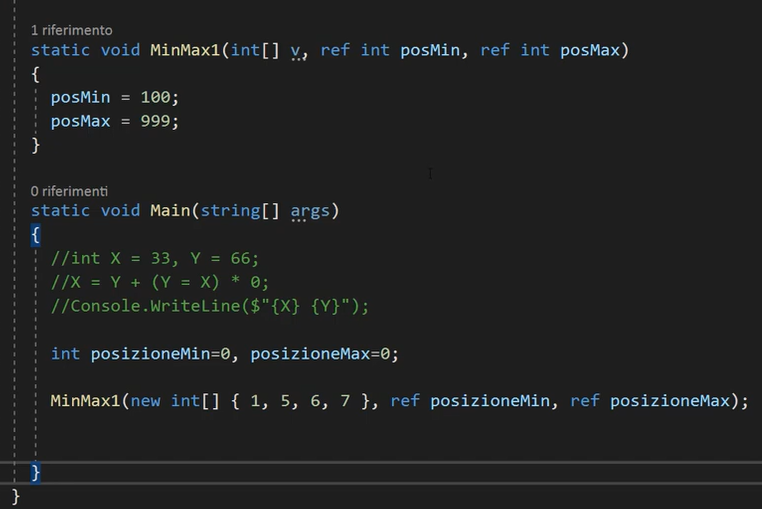 1 riferimento
static void MinMax1(int[] v, ref int posMin, ref int posMax)
{
posMin = 100;
posMax = 999;
}
0 riferimenti
static void Main(string[] args)
{
//int X = 33, Y = 66;
//X = Y + (Y = X) * 0;
//Console.WriteLine($"{X} {Y}");
int posizioneMin=0, posizioneMax=0;
MinMax1(new int[] { 1, 5, 6, 7 }, ref posizioneMin, ref posizioneMax);
}
}